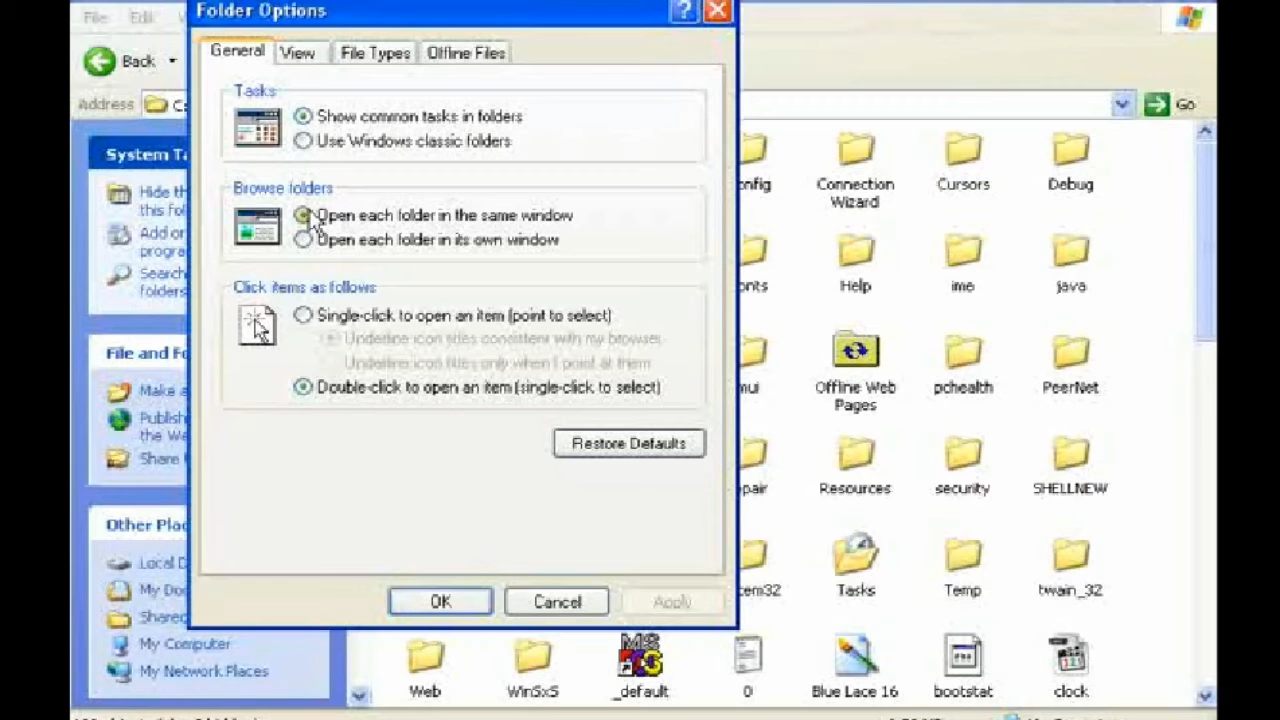 Folder Options
File
Edit
General
View
File Types
Offline Files
Back
Address
Go
Tasks
Show common tasks in folders
Use Windows classic folders
Browse folders
Open each folder in the same window
Open each folder in its own window
Click items as follows
Single-click to open an item (point to select)
Underline icon titles consistent with my browser
Underline icon titles only when I point at them
Double-click to open an item (single-click to select)
Restore Defaults
OK
Cancel
Apply
System Ta
Hide th
this fol
Add or
progra
Search
folders
File and Fo
Make a
Publish
the We
Share
Other Plac
Local D
My Doc
Shared
My Computer
My Network Places
nfig
Connection
Wizard
Cursors
Debug
nts
Help
ime
java
mui
Offline Web
Pages
pchealth
PeerNet
pair
Resources
security
SHELLNEW
tem32
Tasks
Temp
twain_32
Web
WinSxS
_default
0
Blue Lace 16
bootstat
clock